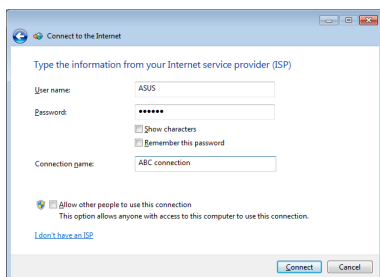 Connect to the Internet
Type the information from your Internet service provider (ISP)
User name: ASUS
Password: ••••••
Show characters
Remember this password
Connection name: ABC connection
Allow other people to use this connection
This option allows anyone with access to this computer to use this connection.
I don't have an ISP
Connect Cancel